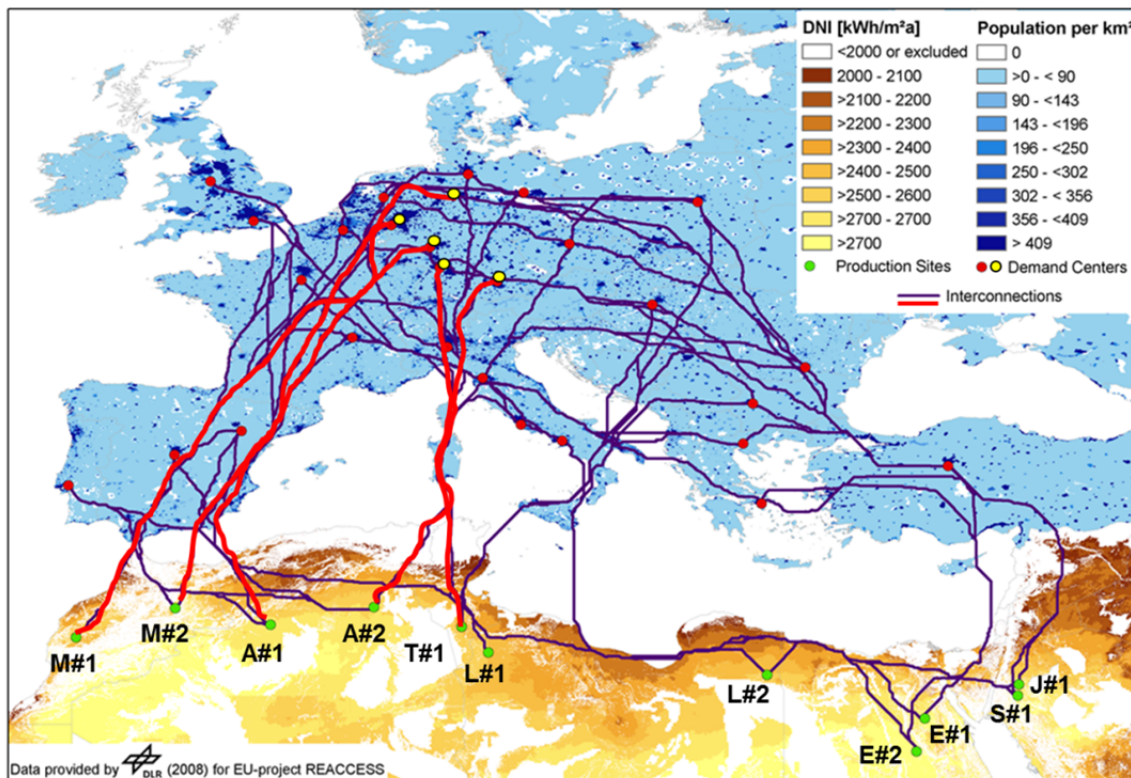 DNI [kWh/m²a]
<2000 or excluded
2000 - 2100
>2100 - 2200
>2200 - 2300
>2300 - 2400
>2400 - 2500
>2500 - 2600
>2700 - 2700
>2700
Production Sites
Population per km²
0
>0 - < 90
90 - <143
143 - <196
196 - <250
250 - <302
302 - < 356
356 - <409
> 409
Demand Centers
Interconnections
M#1
M#2
A#1
A#2
T#1
L#1
L#2
E#2
E#1
S#1
J#1
Data provided by DLR (2008) for EU-project REACCESS